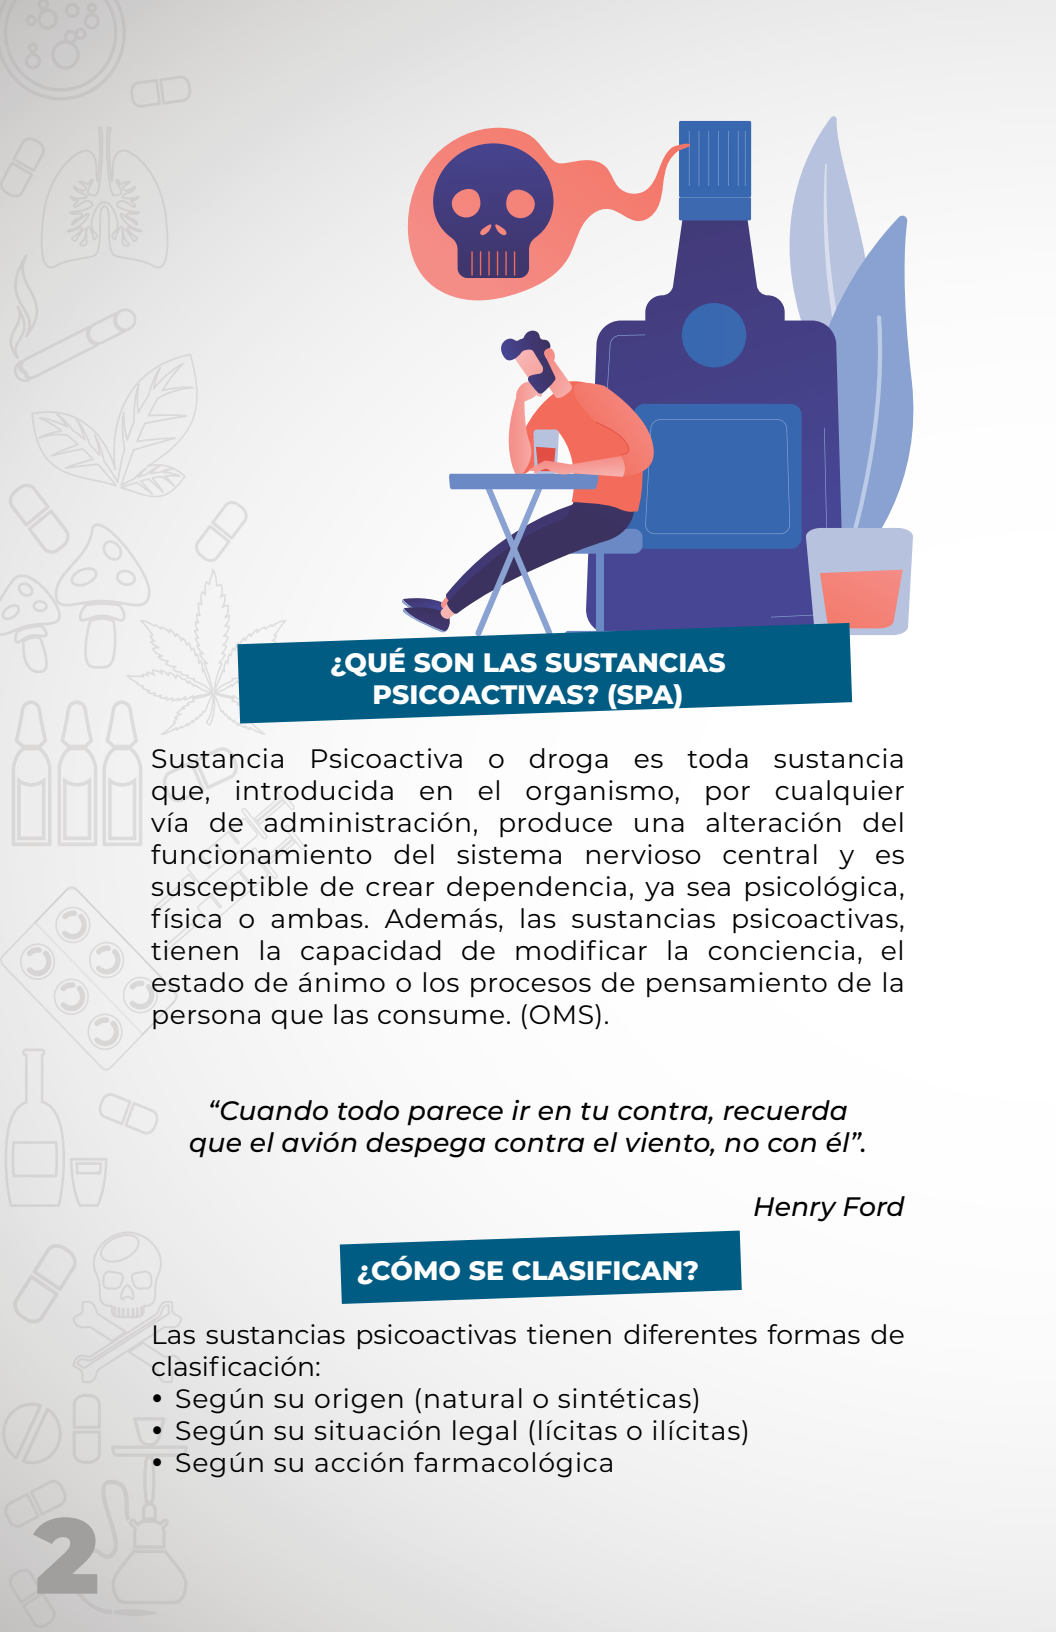 ¿QUÉ SON LAS SUSTANCIAS
PSICOACTIVAS? (SPA)
Sustancia Psicoactiva o droga es toda sustancia
que, introducida en el organismo, por cualquier
vía de administración, produce una alteración del
funcionamiento del sistema nervioso central y es
susceptible de crear dependencia, ya sea psicológica,
física o ambas. Además, las sustancias psicoactivas,
tienen la capacidad de modificar la conciencia, el
estado de ánimo o los procesos de pensamiento de la
persona que las consume. (OMS).
“Cuando todo parece ir en tu contra, recuerda
que el avión despega contra el viento, no con él”.
Henry Ford
¿CÓMO SE CLASIFICAN?
Las sustancias psicoactivas tienen diferentes formas de
clasificación:
• Según su origen (natural o sintéticas)
• Según su situación legal (lícitas o ilícitas)
• Según su acción farmacológica
2